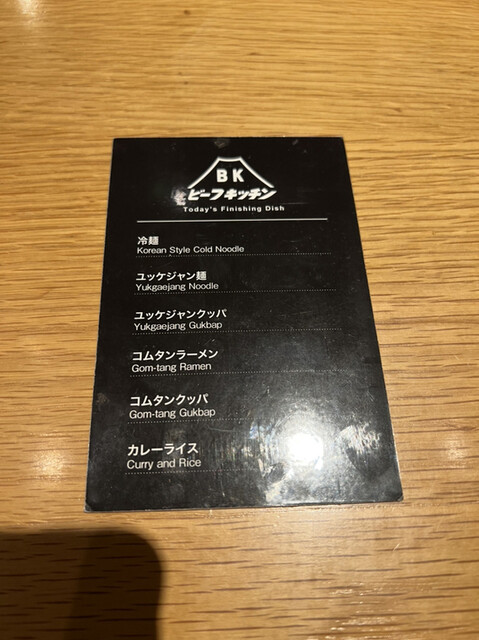 BK
ビーフキッチン
Today's Finishing Dish
冷麺
Korean Style Cold Noodle
ユッケジャン麺
Yukgaejang Noodle
ユッケジャンクッパ
Yukgaejang Gukbap
コムタンラーメン
Gom-tang Ramen
コムタンクッパ
Gom-tang Gukbap
カレーライス
Curry and Rice